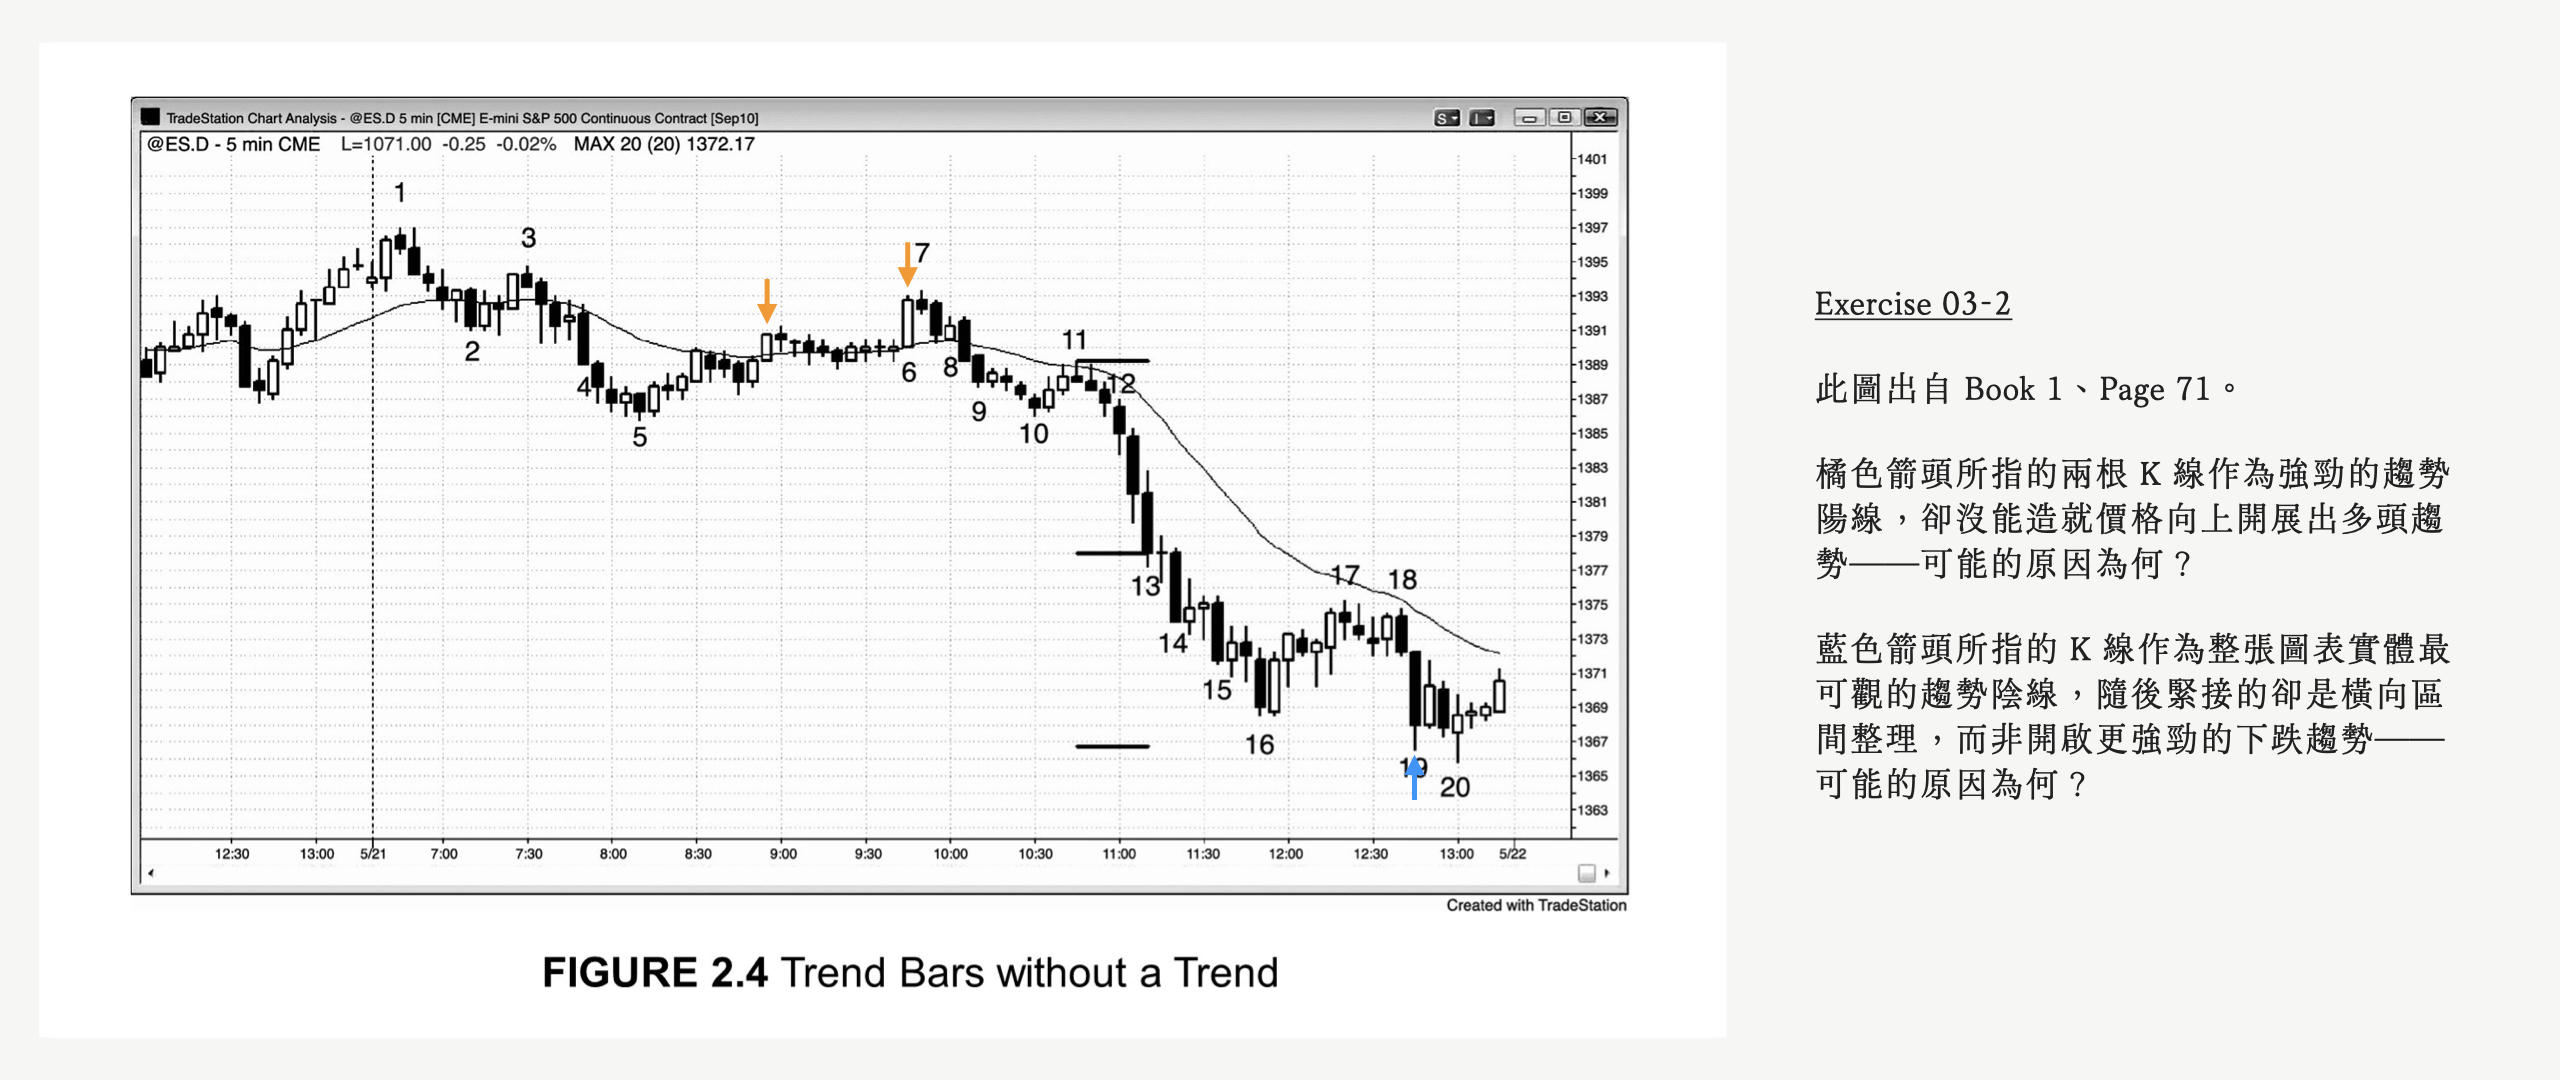 TradeStation Chart Analysis - @ES.D 5 min [CME] E-mini S&P 500 Continuous Contract [Sep10]
@ES.D - 5 min CME L=1071.00 -0.25 -0.02% MAX 20 (20) 1372.17
1
2
3
4
5
6
7
8
9
10
11
12
13
14
15
16
17
18
19
20
1401
1399
1397
1395
1393
1391
1389
1387
1385
1383
1381
1379
1377
1375
1373
1371
1369
1367
1365
1363
12:30 13:00 5/21 7:00 7:30 8:00 8:30 9:00 9:30 10:00 10:30 11:00 11:30 12:00 12:30 13:00 5/22
Created with TradeStation
FIGURE 2.4 Trend Bars without a Trend
Exercise 03-2
此圖出自 Book 1、Page 71。
橘色箭頭所指的兩根 K 線作為強勁的趨勢
陽線，卻沒能造就價格向上開展出多頭趨
勢——可能的原因為何？
藍色箭頭所指的 K 線作為整張圖表實體最
可觀的趨勢陰線，隨後緊接的卻是橫向區
間整理，而非開啟更強勁的下跌趨勢——
可能的原因為何？